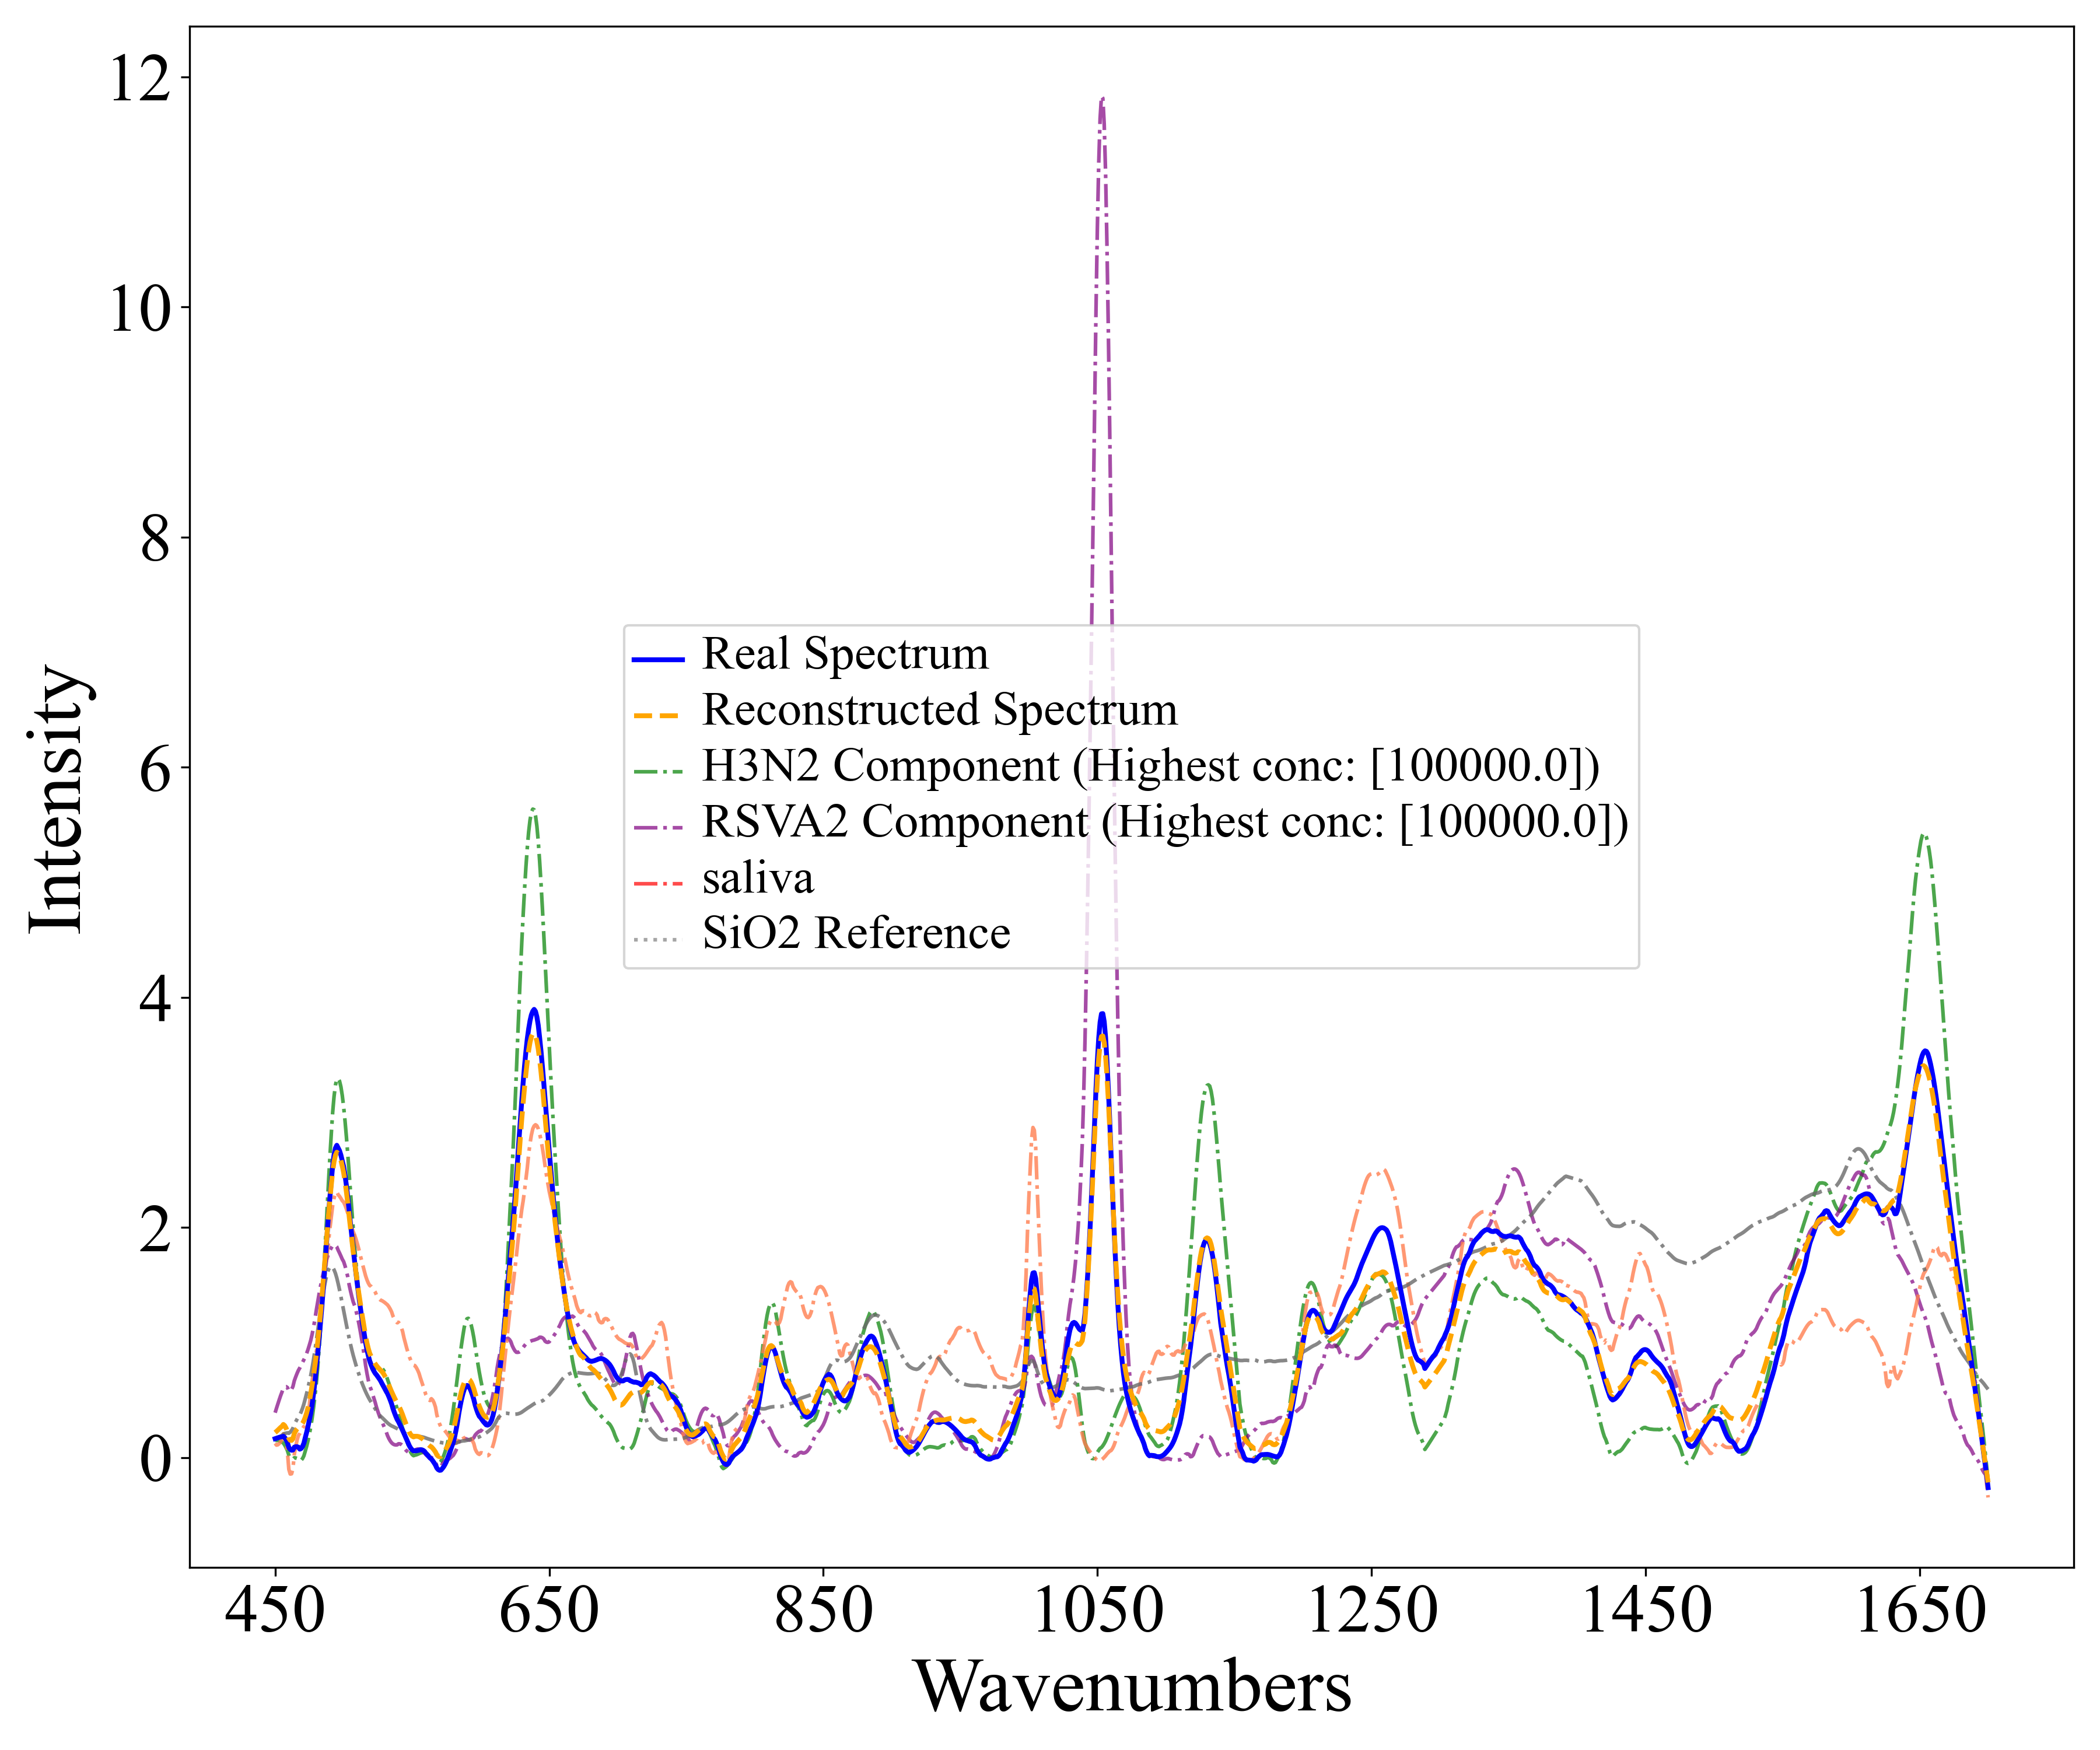 12
10
8
6
4
2
0
Intensity
Real Spectrum
Reconstructed Spectrum
H3N2 Component (Highest conc: [100000.0])
RSVA2 Component (Highest conc: [100000.0])
saliva
SiO2 Reference
450 650 850 1050 1250 1450 1650
Wavenumbers